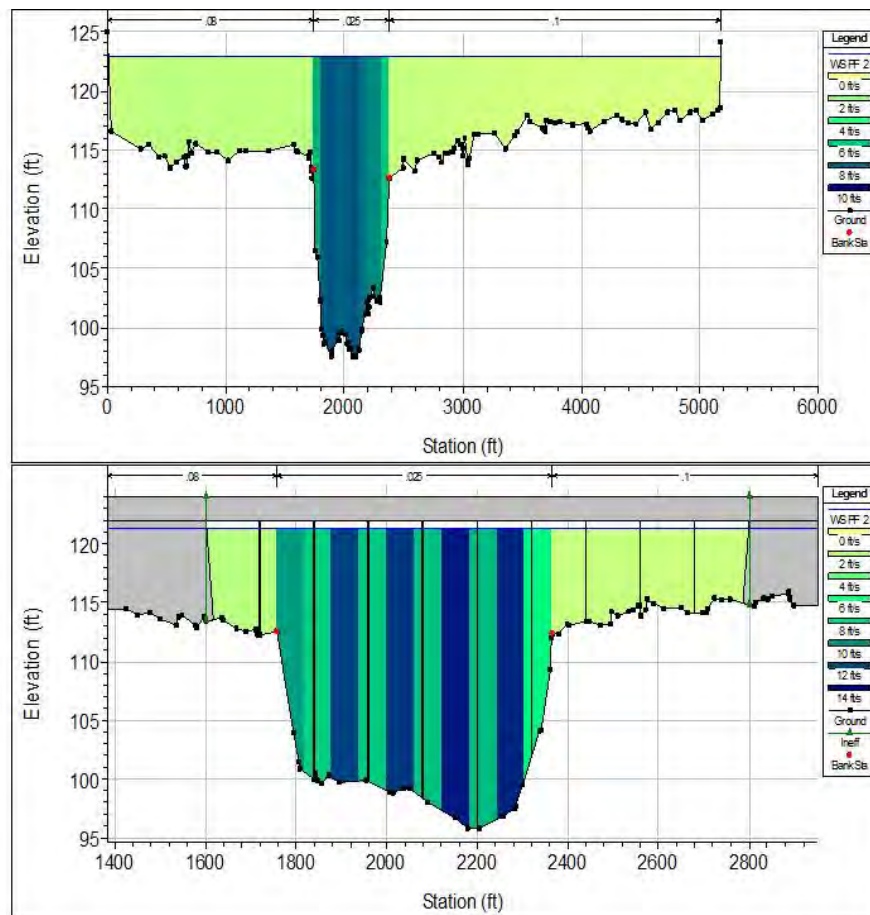 .08 .025 .1
125
120
115
110
105
100
95
0 1000 2000 3000 4000 5000 6000
Elevation (ft)
Station (ft)
Legend
WS PF 2
0 ft/s
2 ft/s
4 ft/s
6 ft/s
8 ft/s
10 ft/s
Ground
Bank Sta
.08 .025 .1
120
115
110
105
100
95
1400 1600 1800 2000 2200 2400 2600 2800
Elevation (ft)
Station (ft)
Legend
WS PF 2
0 ft/s
2 ft/s
4 ft/s
6 ft/s
8 ft/s
10 ft/s
12 ft/s
14 ft/s
Ground
Ineff
Bank Sta